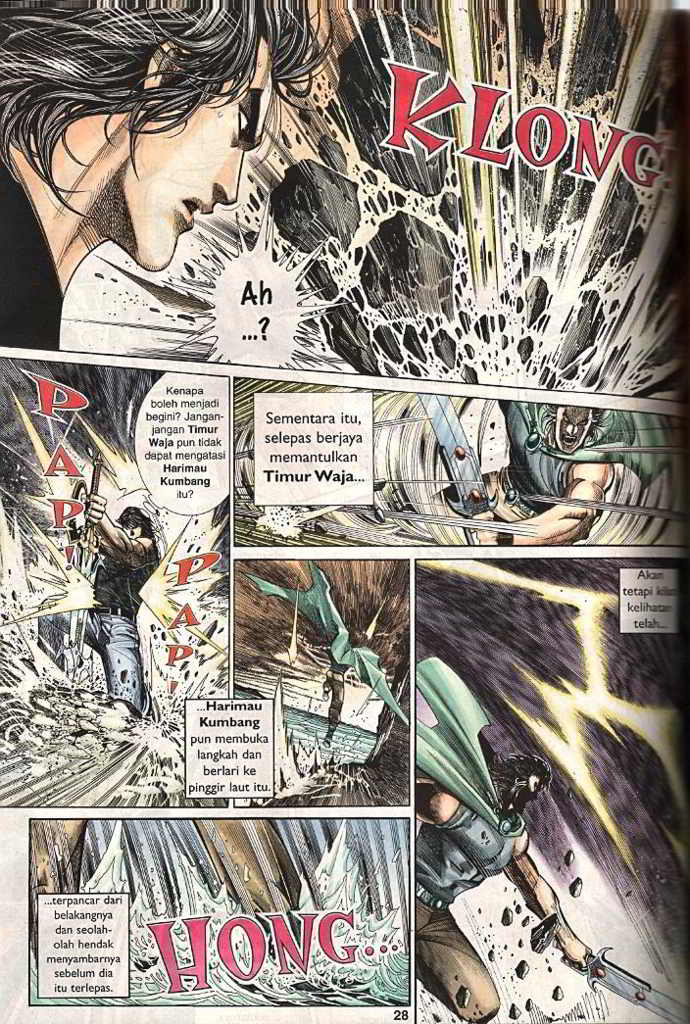 KLONG
Ah
...?
PAP!
PAP!
Kenapa
boleh menjadi
begini? Jangan-
jangan Timur
Waja pun tidak
dapat mengatasi
Harimau
Kumbang
itu?
Sementara itu,
selepas berjaya
memantulkan
Timur Waja...
...Harimau
Kumbang
pun membuka
langkah dan
berlari ke
pinggir laut itu.
Akan
tetapi kilat
kelihatan
telah...
...terpancar dari
belakangnya
dan seolah-
olah hendak
menyambarnya
sebelum dia
itu terlepas.
HONG...
28